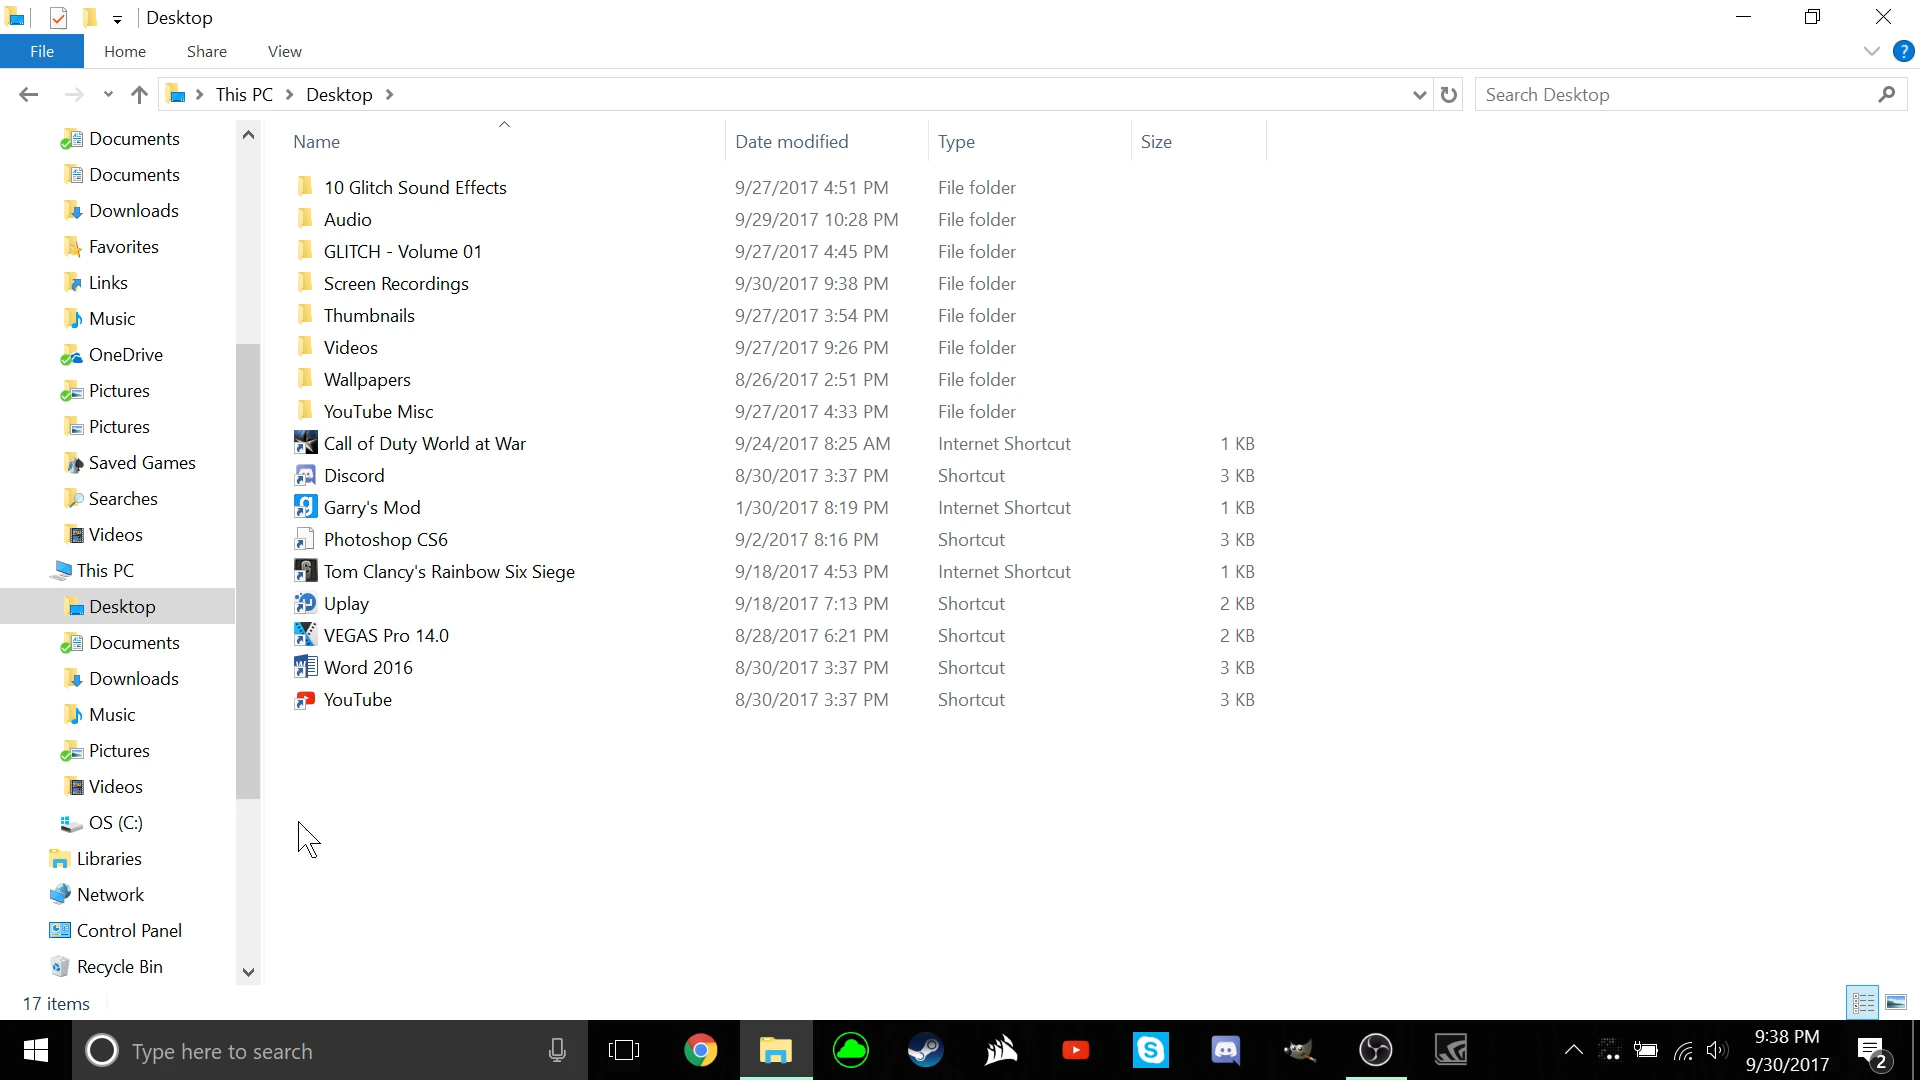 Desktop
File Home Share View
This PC Desktop
Search Desktop
Documents
Documents
Downloads
Favorites
Links
Music
OneDrive
Pictures
Pictures
Saved Games
Searches
Videos
This PC
Desktop
Documents
Downloads
Music
Pictures
Videos
OS (C:)
Libraries
Network
Control Panel
Recycle Bin
Name Date modified Type Size
10 Glitch Sound Effects 9/27/2017 4:51 PM File folder
Audio 9/29/2017 10:28 PM File folder
GLITCH - Volume 01 9/27/2017 4:45 PM File folder
Screen Recordings 9/30/2017 9:38 PM File folder
Thumbnails 9/27/2017 3:54 PM File folder
Videos 9/27/2017 9:26 PM File folder
Wallpapers 8/26/2017 2:51 PM File folder
YouTube Misc 9/27/2017 4:33 PM File folder
Call of Duty World at War 9/24/2017 8:25 AM Internet Shortcut 1 KB
Discord 8/30/2017 3:37 PM Shortcut 3 KB
Garry's Mod 1/30/2017 8:19 PM Internet Shortcut 1 KB
Photoshop CS6 9/2/2017 8:16 PM Shortcut 3 KB
Tom Clancy's Rainbow Six Siege 9/18/2017 4:53 PM Internet Shortcut 1 KB
Uplay 9/18/2017 7:13 PM Shortcut 2 KB
VEGAS Pro 14.0 8/28/2017 6:21 PM Shortcut 2 KB
Word 2016 8/30/2017 3:37 PM Shortcut 3 KB
YouTube 8/30/2017 3:37 PM Shortcut 3 KB
17 items
Type here to search
9:38 PM
9/30/2017
2